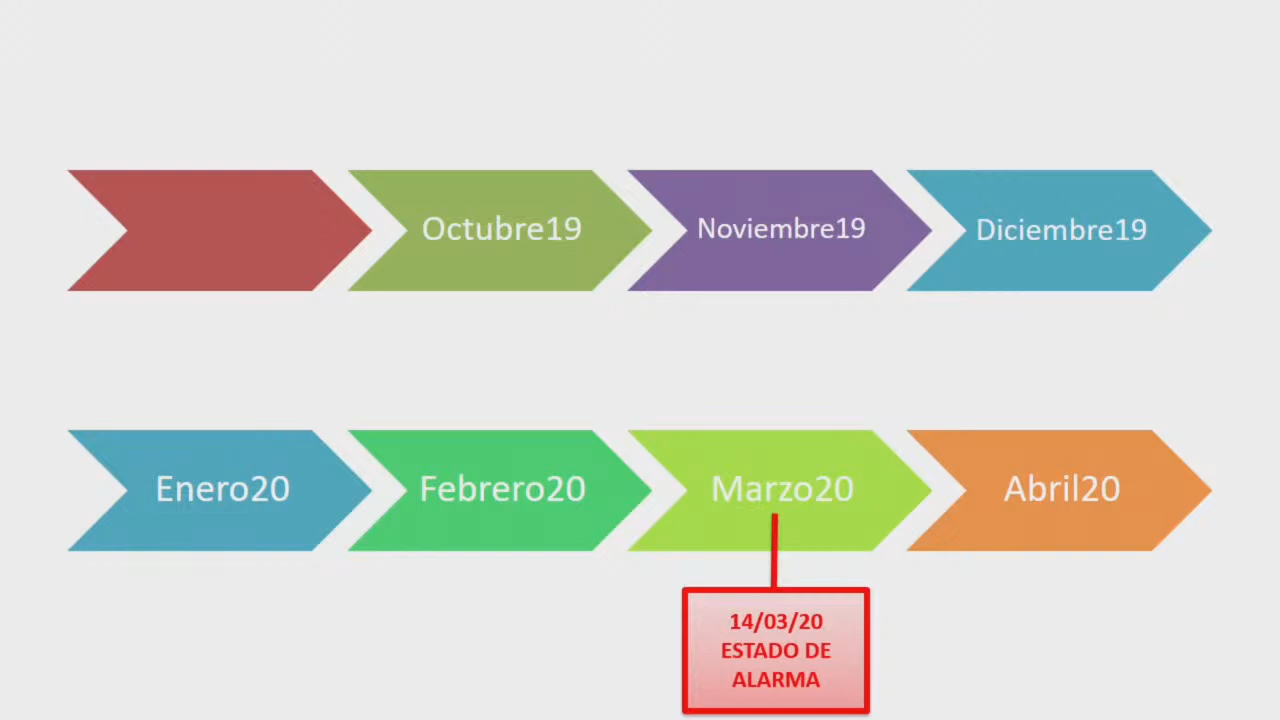 Octubre19
Noviembre19
Diciembre19
Enero20
Febrero20
Marzo20
Abril20
14/03/20
ESTADO DE
ALARMA